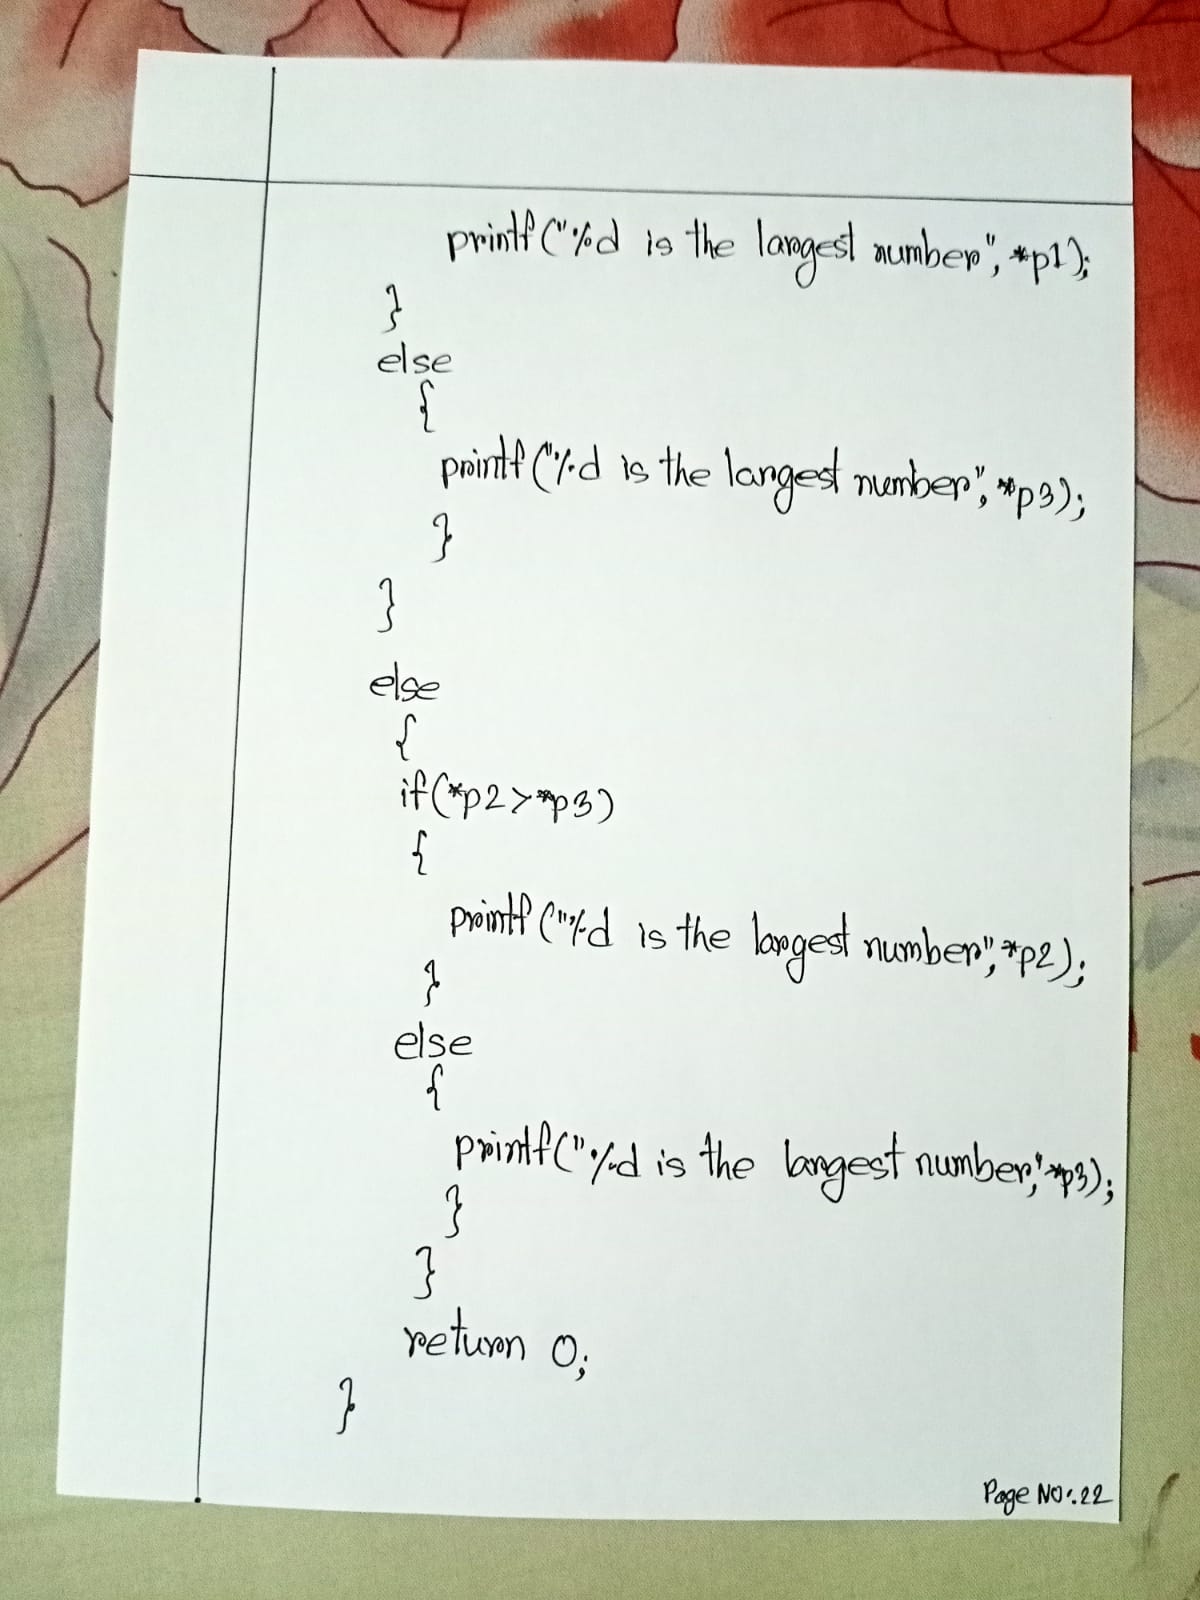 printf("%d is the largest number", *p1);
}
else
{
printf("%d is the largest number", *p3);
}
}
else
{
if(*p2>*p3)
{
printf("%d is the largest number", *p2);
}
else
{
printf("%d is the largest number", *p3);
}
}
return 0;
}
Page NO:.22